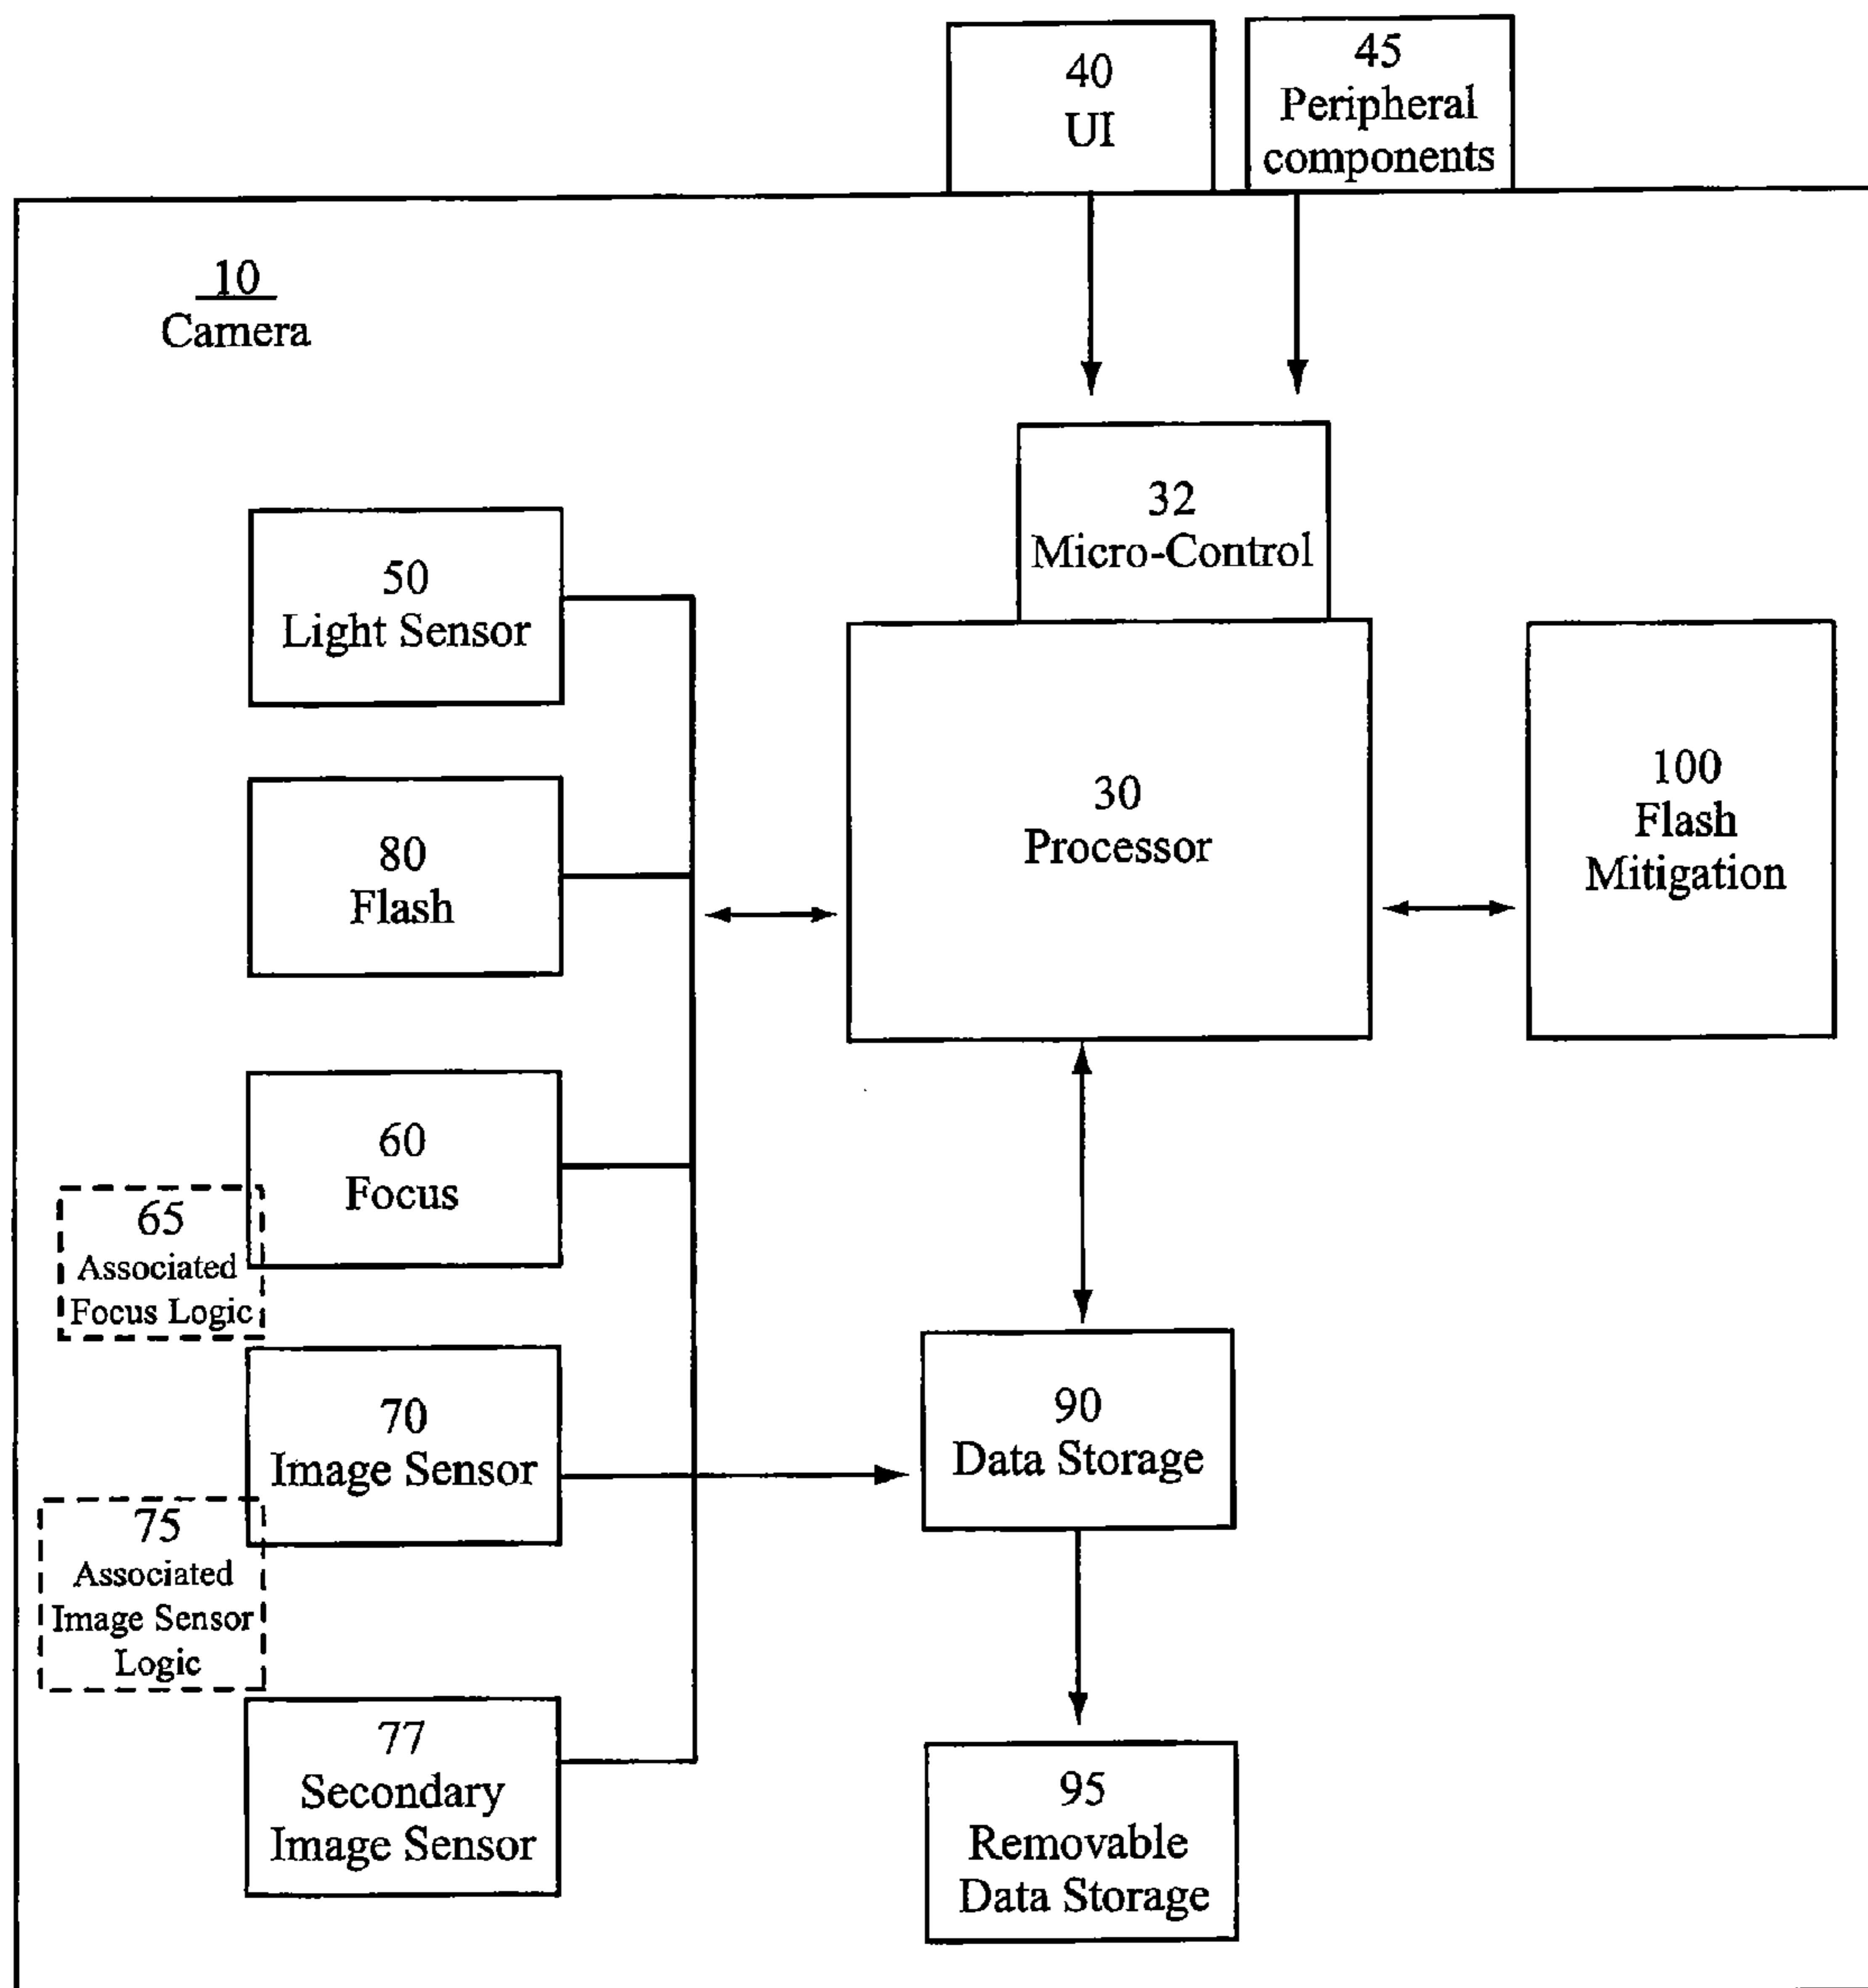 40
UI
45
Peripheral
components
10
Camera
32
Micro-Control
50
Light Sensor
30
Processor
100
Flash
Mitigation
80
Flash
60
Focus
65
Associated
Focus Logic
70
Image Sensor
90
Data Storage
75
Associated
Image Sensor
Logic
77
Secondary
Image Sensor
95
Removable
Data Storage